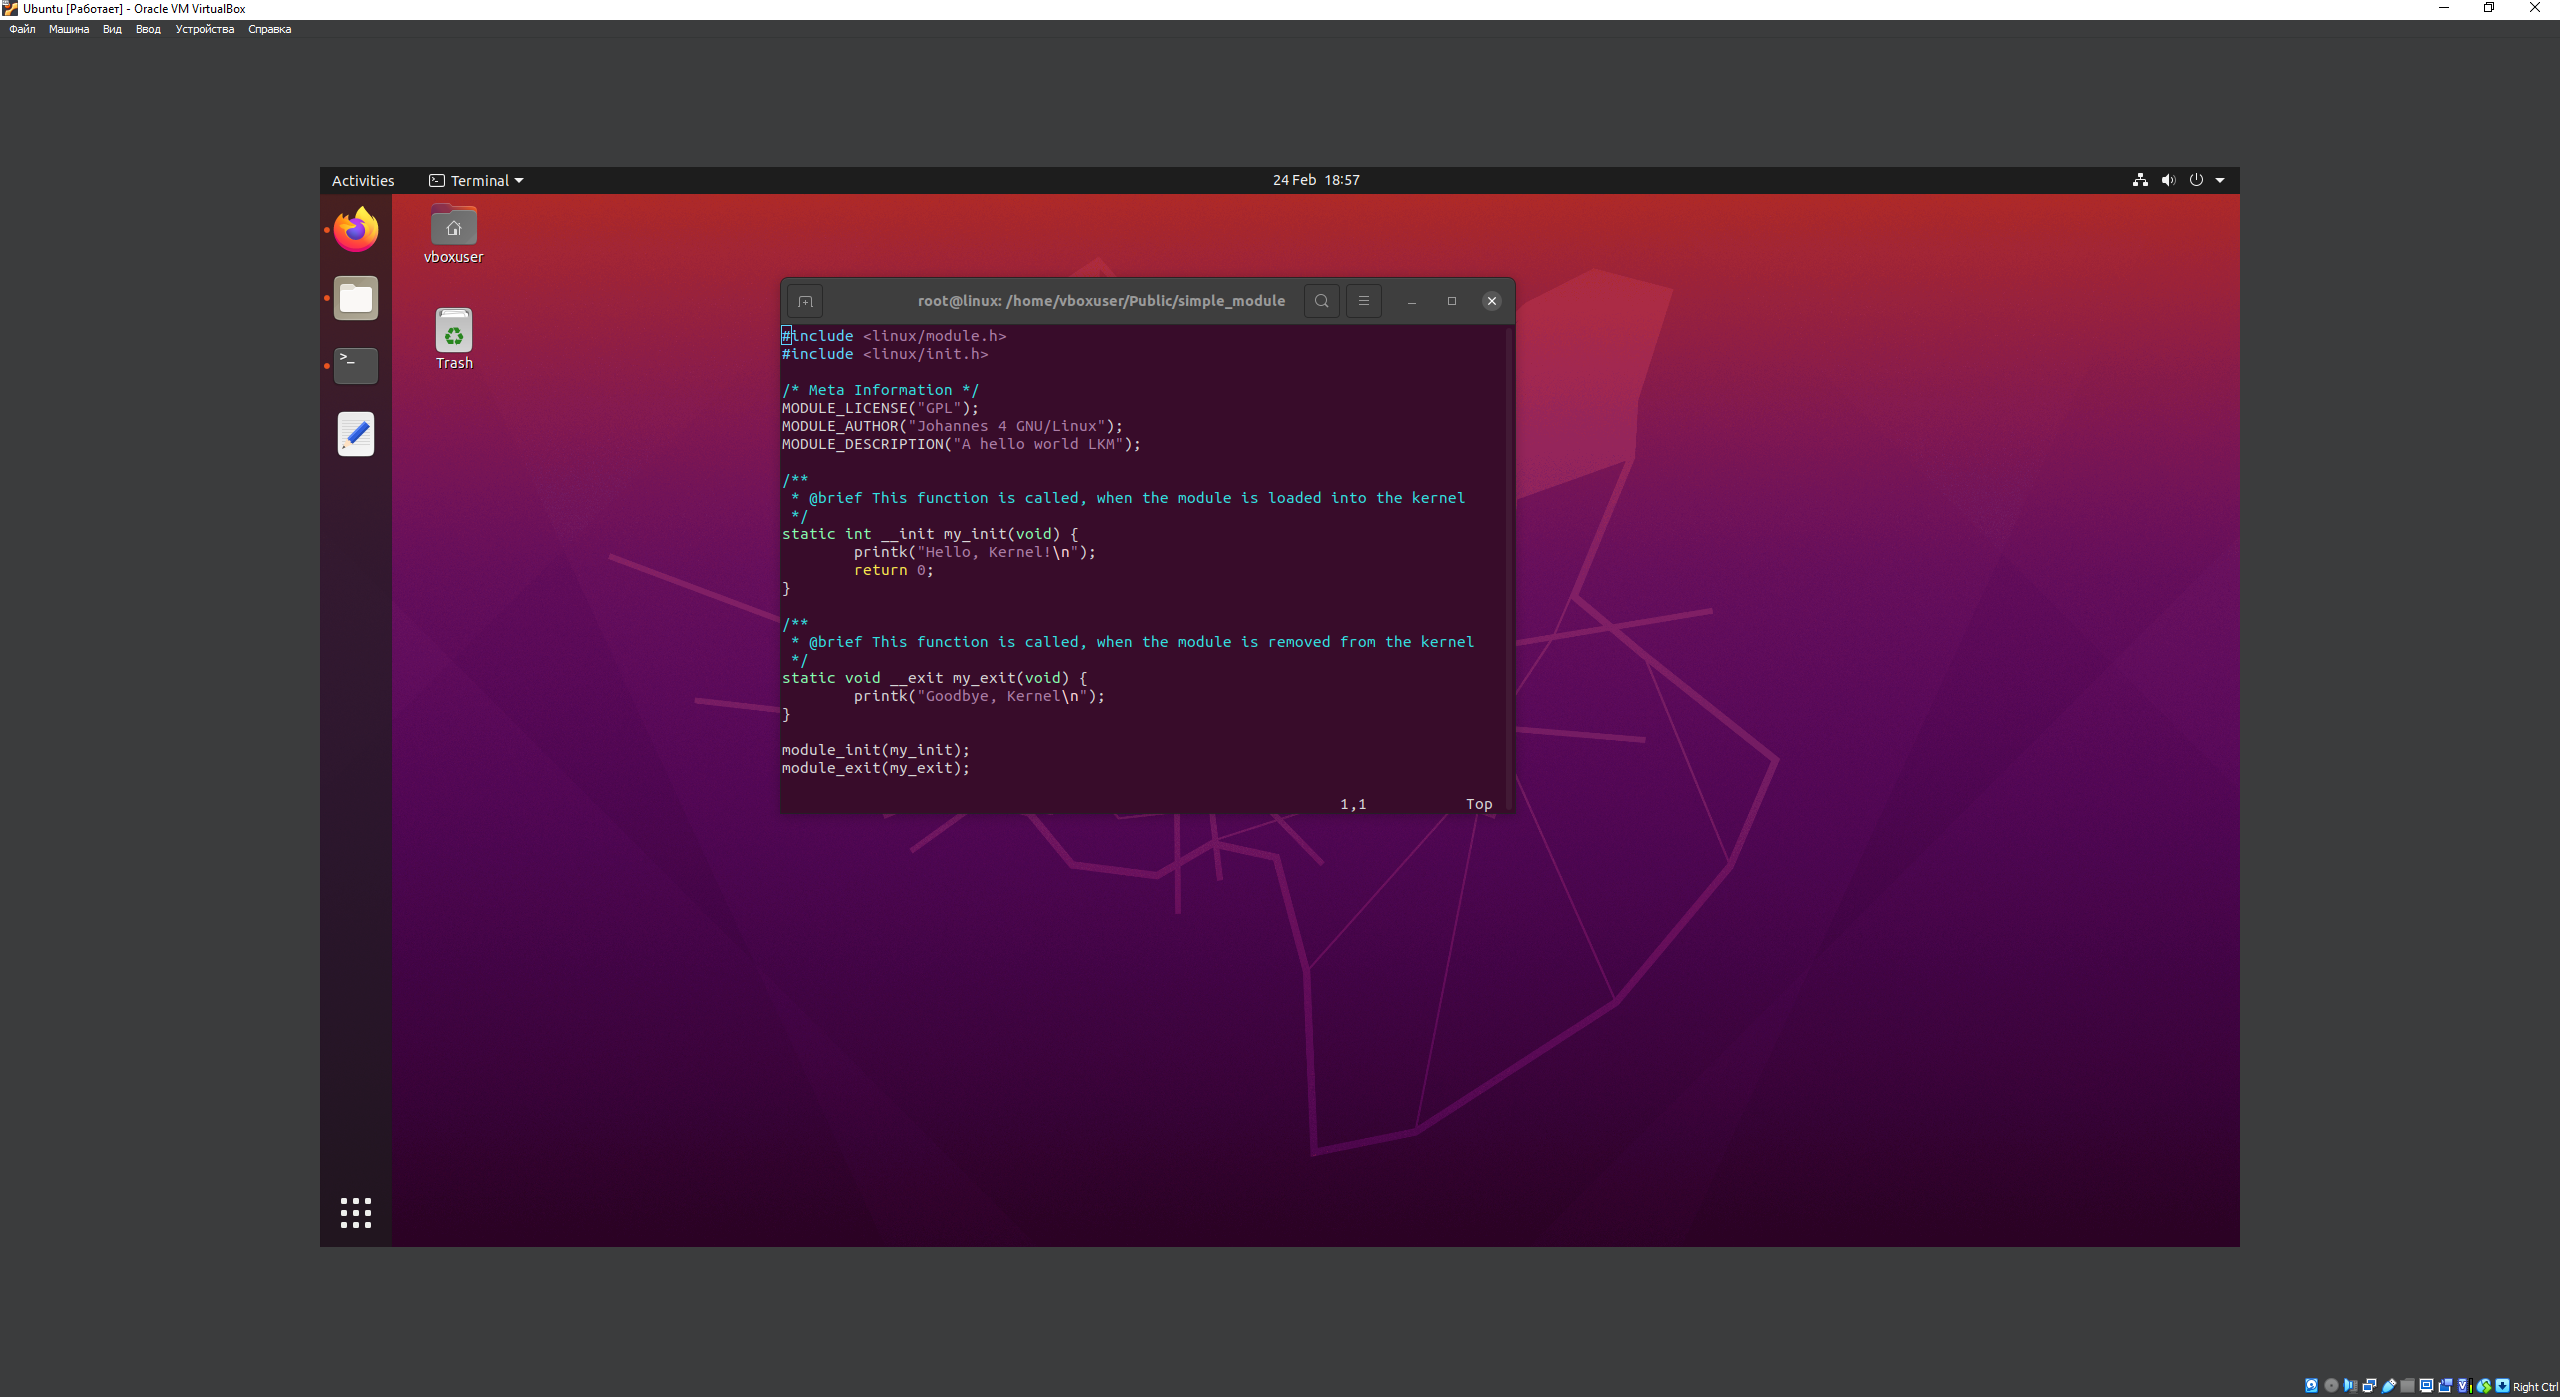 Ubuntu [Работает] - Oracle VM VirtualBox
Файл Машина Вид Ввод Устройства Справка
Activities Terminal 24 Feb 18:57
vboxuser
Trash
root@linux: /home/vboxuser/Public/simple_module
#include <linux/module.h>
#include <linux/init.h>
/* Meta Information */
MODULE_LICENSE("GPL");
MODULE_AUTHOR("Johannes 4 GNU/Linux");
MODULE_DESCRIPTION("A hello world LKM");
/**
 * @brief This function is called, when the module is loaded into the kernel
 */
static int __init my_init(void) {
        printk("Hello, Kernel!\n");
        return 0;
}
/**
 * @brief This function is called, when the module is removed from the kernel
 */
static void __exit my_exit(void) {
        printk("Goodbye, Kernel\n");
}
module_init(my_init);
module_exit(my_exit);
1,1 Top
Right Ctrl